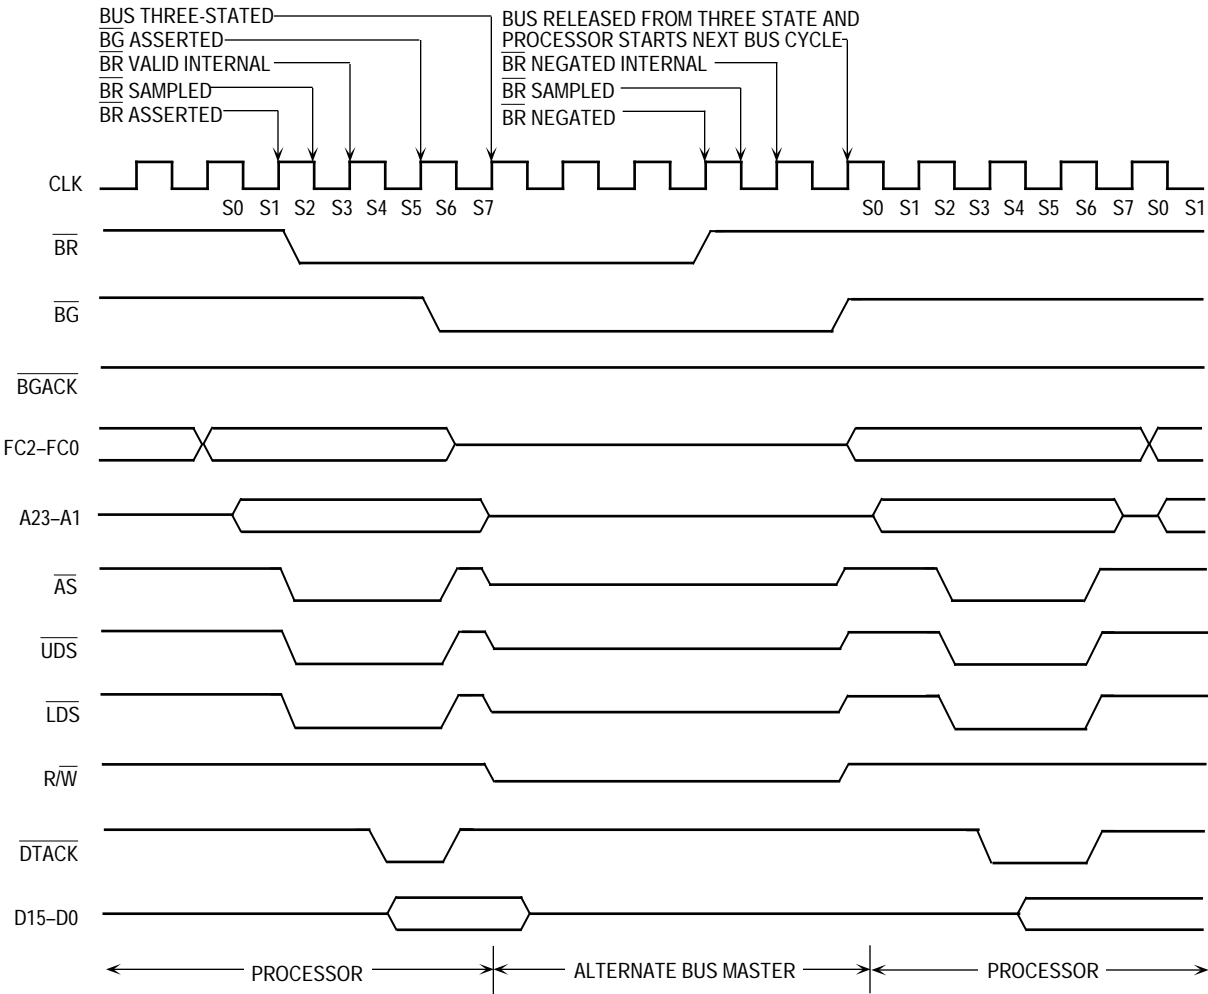 BUS THREE-STATED
BG ASSERTED
BR VALID INTERNAL
BR SAMPLED
BR ASSERTED
BUS RELEASED FROM THREE STATE AND
PROCESSOR STARTS NEXT BUS CYCLE
BR NEGATED INTERNAL
BR SAMPLED
BR NEGATED
CLK
S0 S1 S2 S3 S4 S5 S6 S7 S0 S1 S2 S3 S4 S5 S6 S7 S0 S1
BR
BG
BGACK
FC2–FC0
A23–A1
AS
UDS
LDS
R/W
DTACK
D15–D0
PROCESSOR ALTERNATE BUS MASTER PROCESSOR